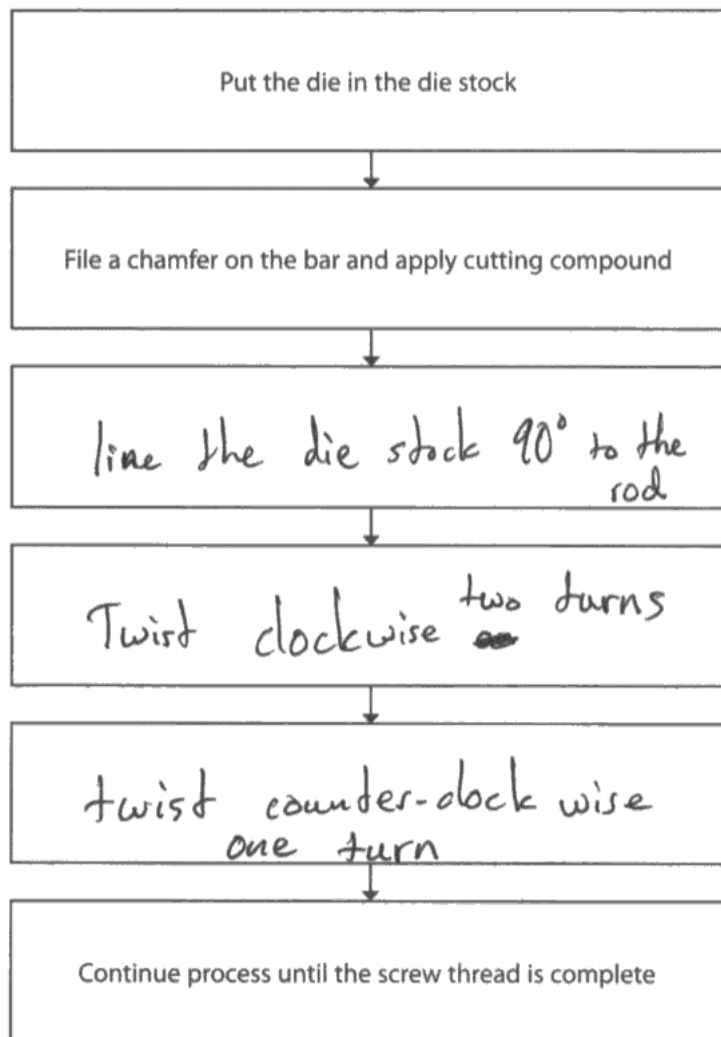 Put the die in the die stock
File a chamfer on the bar and apply cutting compound
line the die stock 90° to the
rod
Twist clockwise two turns
twist counter-clock wise
one turn
Continue process until the screw thread is complete